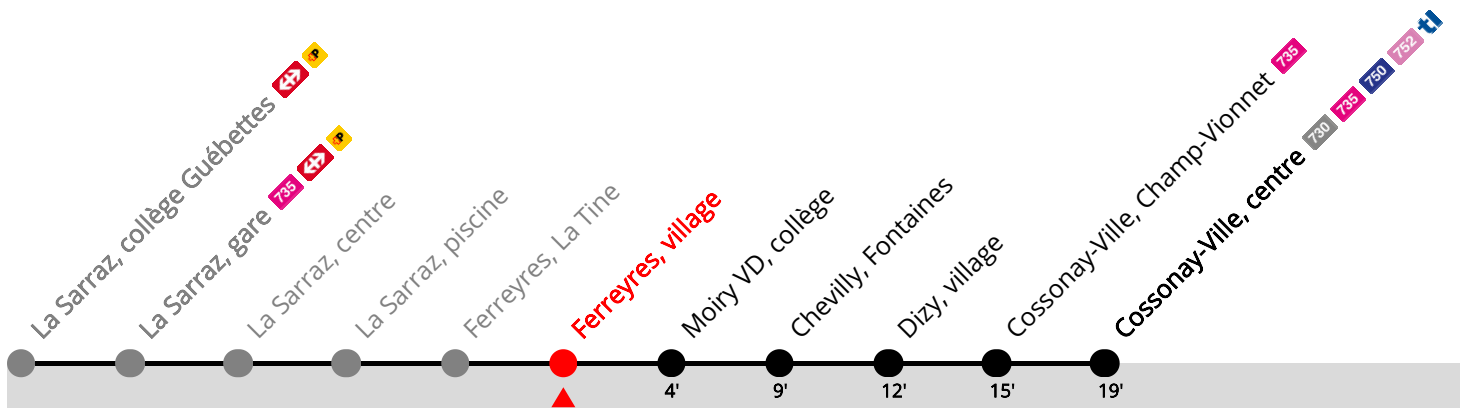 La Sarraz, collège Guébettes P
La Sarraz, gare 735 P
La Sarraz, centre
La Sarraz, piscine
Ferreyres, La Tine
Ferreyres, village
Moiry VD, collège
Chevilly, Fontaines
Dizy, village
Cossonay-Ville, Champ-Vionnet 735
Cossonay-Ville, centre 730 735 750 752 tl
4' 9' 12' 15' 19'